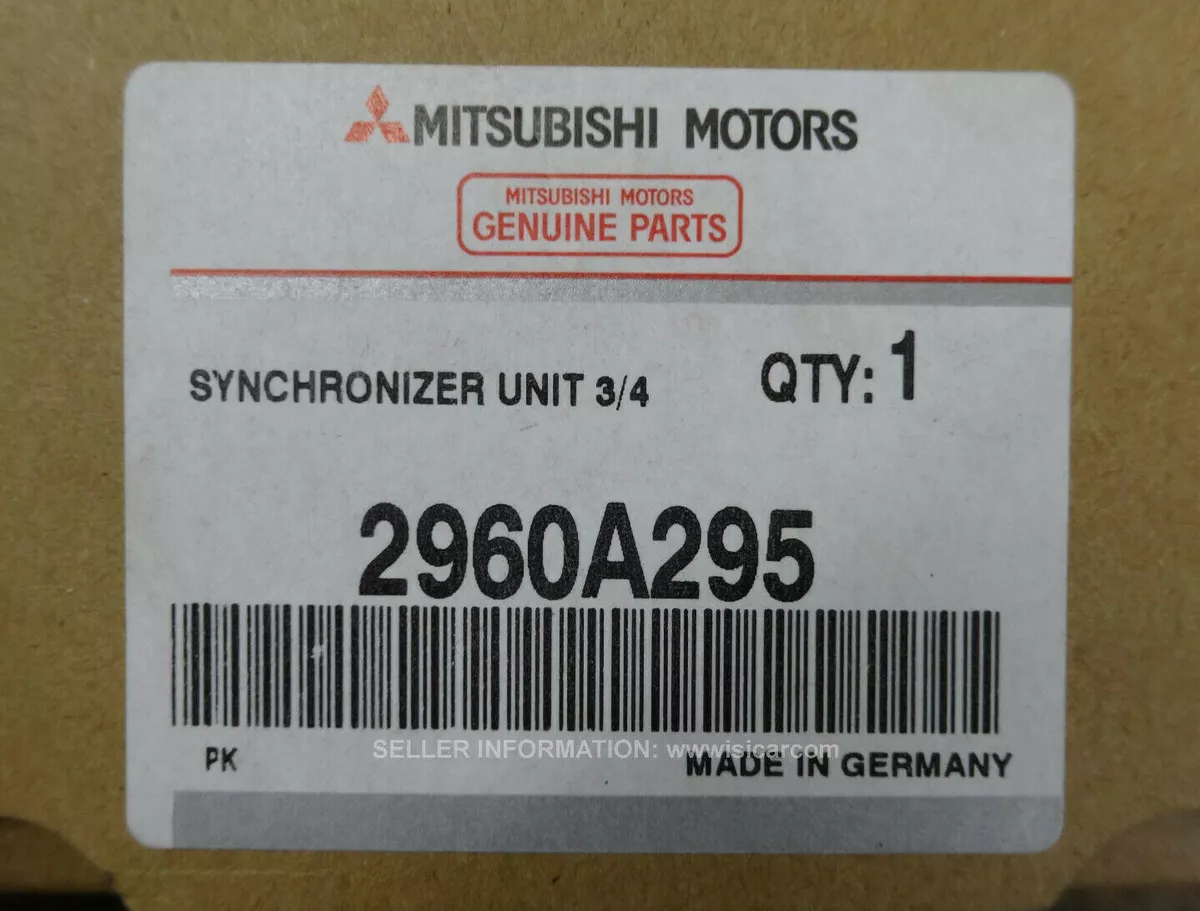 MITSUBISHI MOTORS
MITSUBISHI MOTORS
GENUINE PARTS
SYNCHRONIZER UNIT 3/4 QTY: 1
2960A295
PK MADE IN GERMANY
SELLER INFORMATION: www.isicar.com